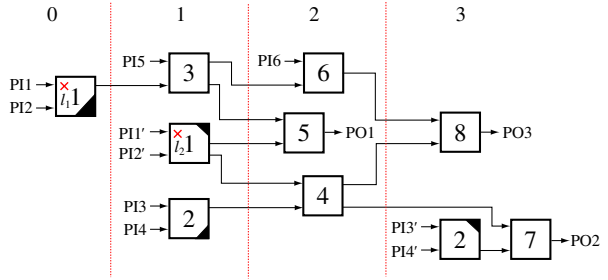 0 1 2 3
PI5 3 PI6 6
PI1 × l₁ 1
PI2
PI1′ × l₂ 1 5 PO1 8 PO3
PI2′
PI3 2 4
PI4
PI3′ 2 7 PO2
PI4′